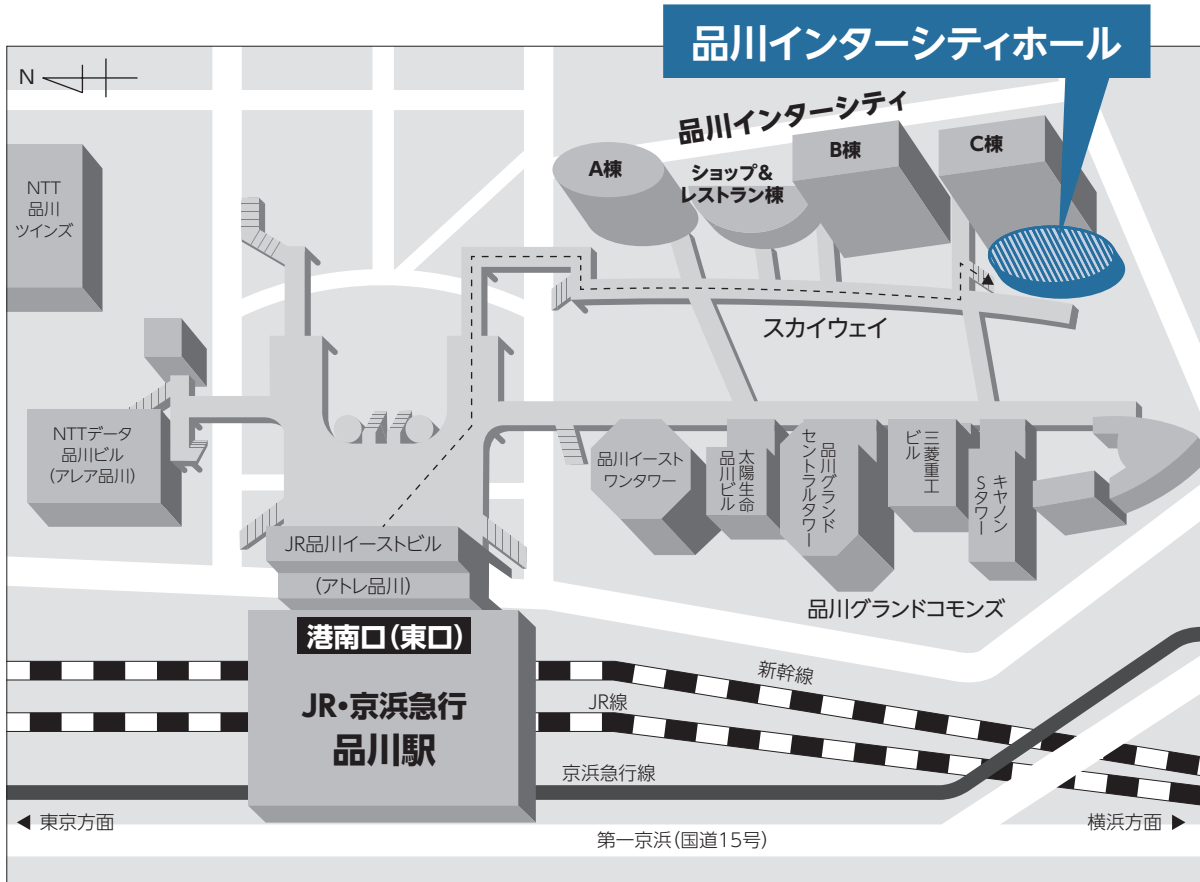 品川インターシティホール
N
品川インターシティ
A棟
ショップ&
レストラン棟
B棟
C棟
NTT
品川
ツインズ
スカイウェイ
NTTデータ
品川ビル
(アレア品川)
品川イースト
ワンタワー
太陽生命
品川ビル
品川グランド
セントラルタワー
三菱重工
ビル
キヤノン
Sタワー
JR品川イーストビル
(アトレ品川)
品川グランドコモンズ
港南口(東口)
JR・京浜急行
品川駅
新幹線
JR線
京浜急行線
◀ 東京方面
横浜方面 ▶
第一京浜(国道15号)